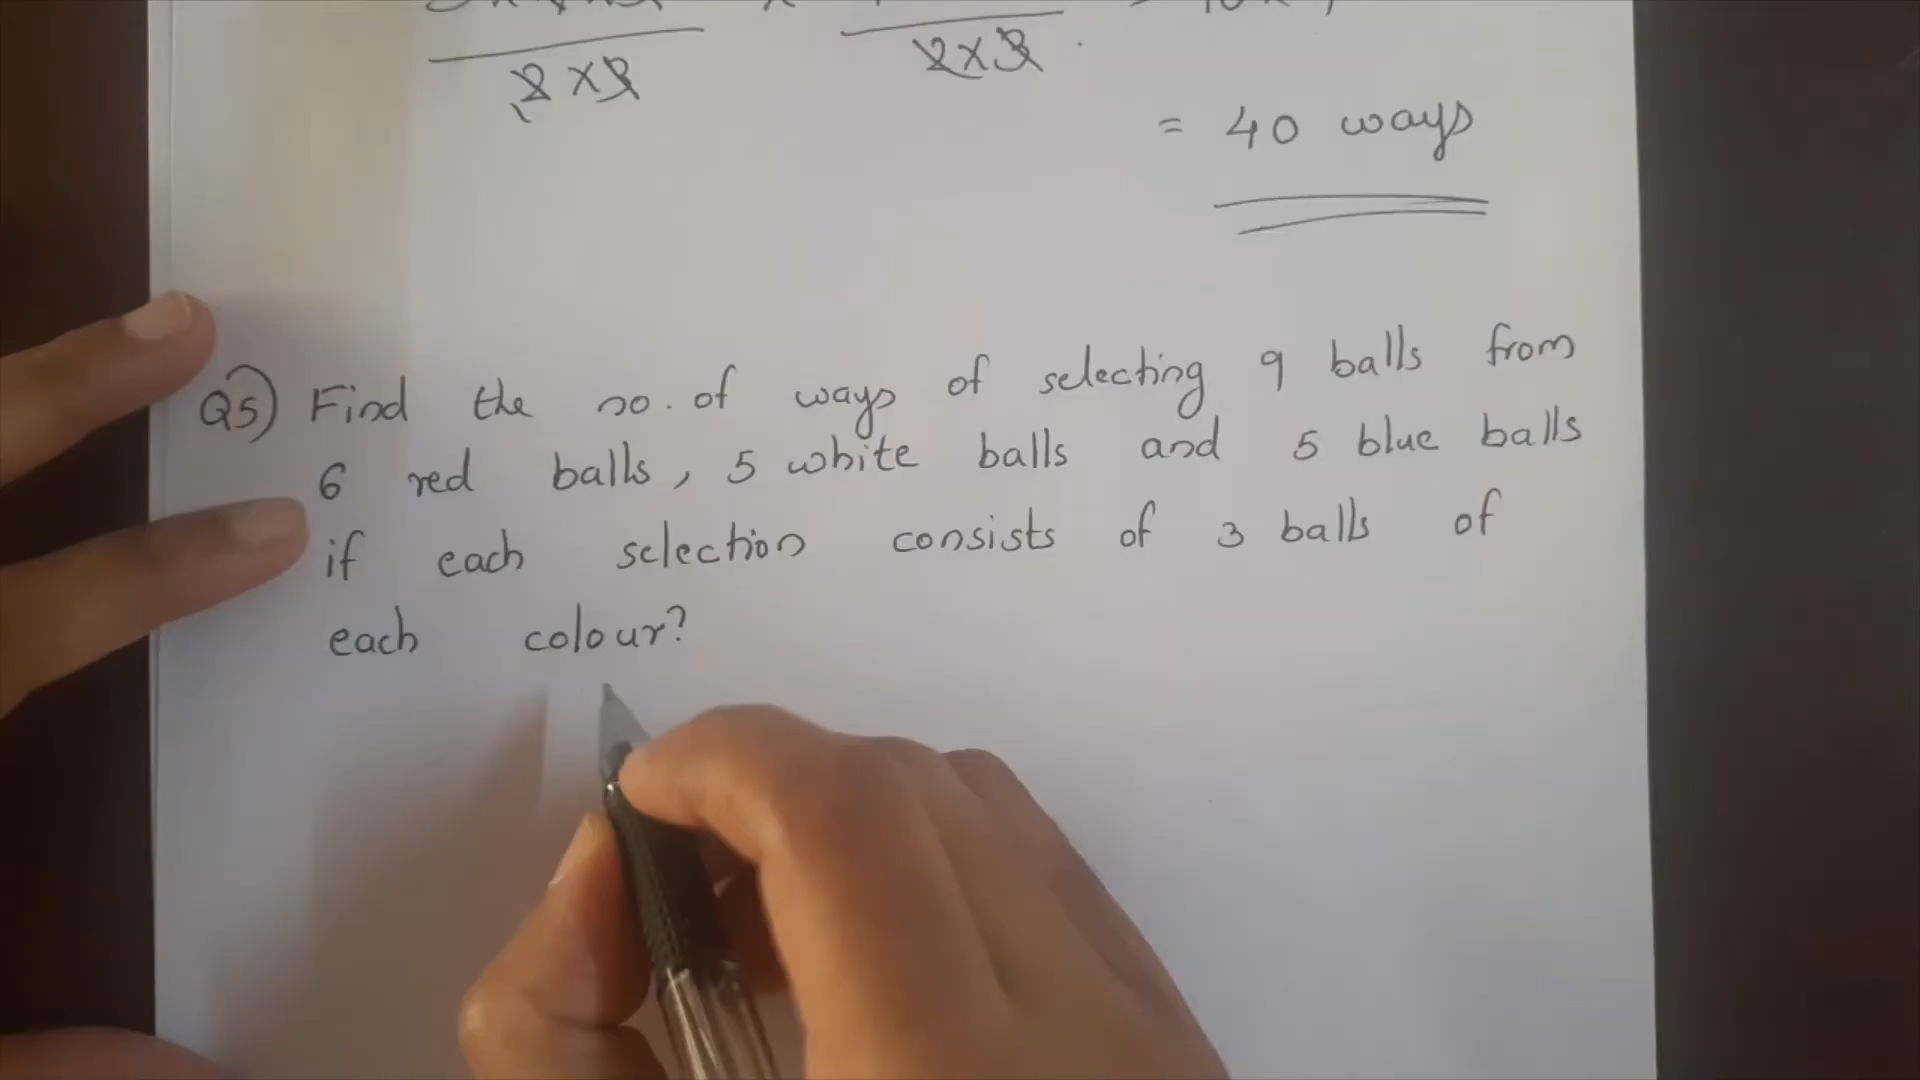 2 x 3
2 x 3
= 40 ways
Q5) Find the no. of ways of selecting 9 balls from
6 red balls, 5 white balls and 5 blue balls
if each selection consists of 3 balls of
each colour?